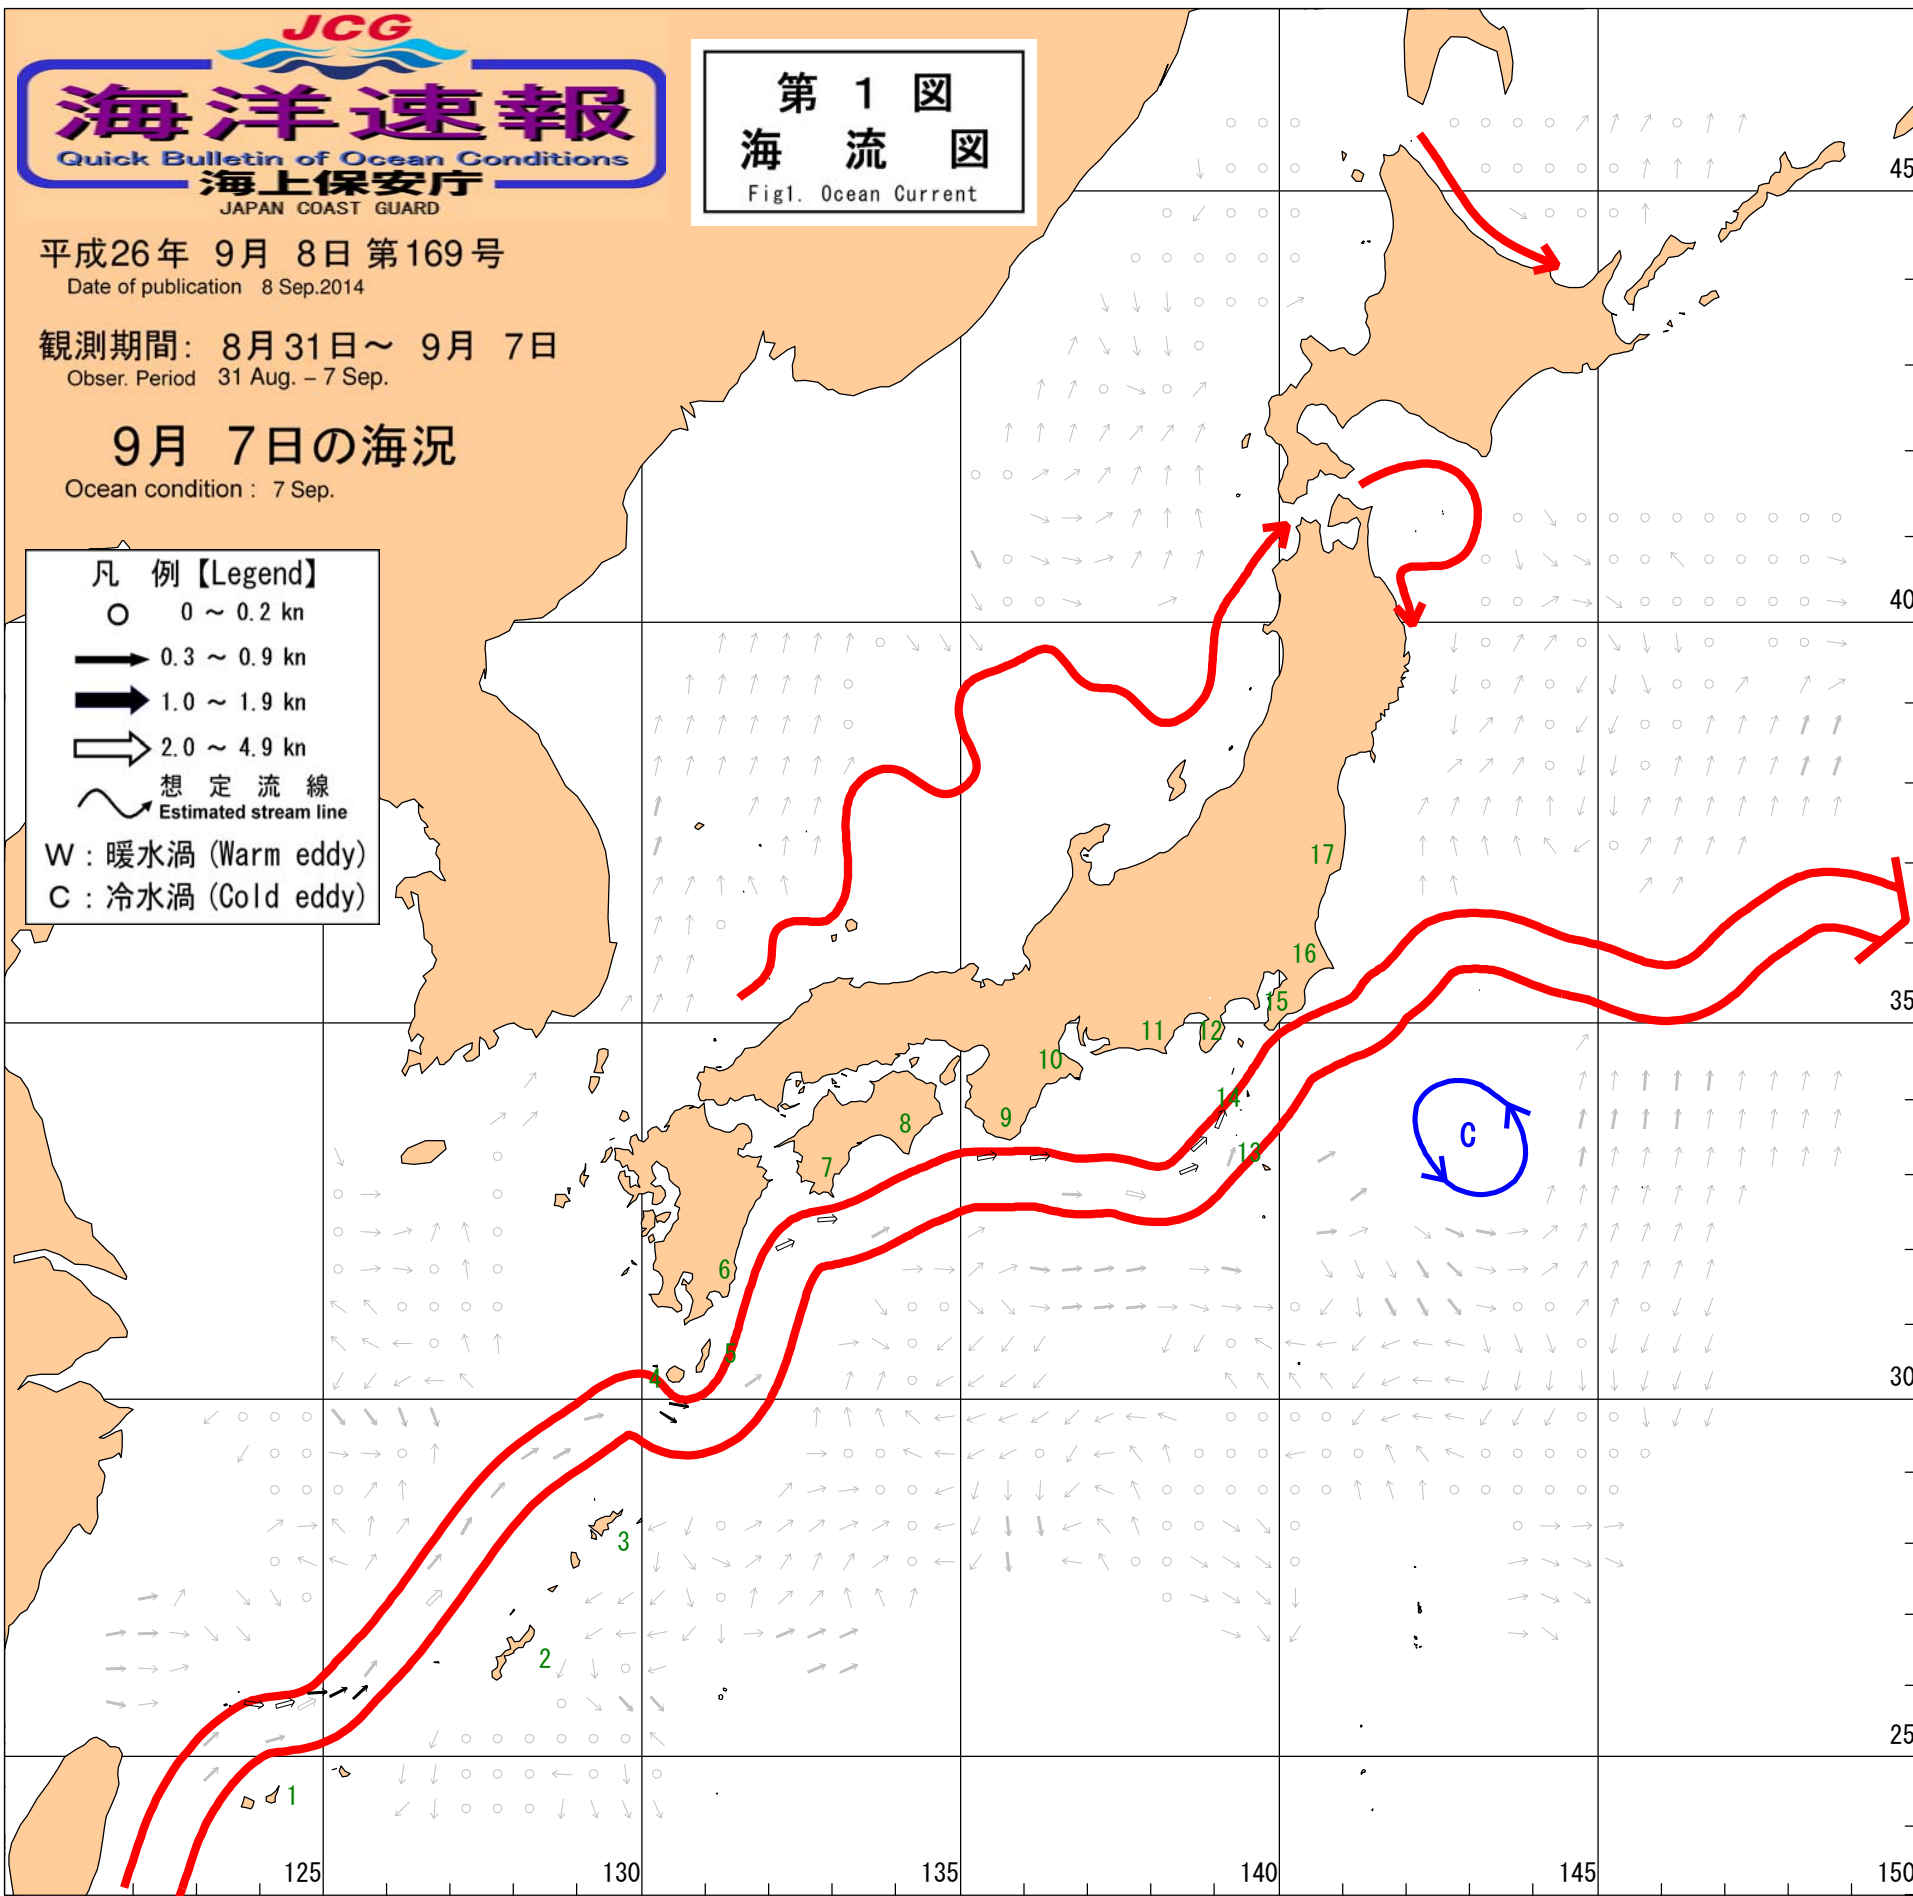 JCG
海洋速報
Quick Bulletin of Ocean Conditions
海上保安庁
JAPAN COAST GUARD
平成26年 9月 8日 第169号
Date of publication 8 Sep.2014
観測期間: 8月31日～ 9月 7日
Obser. Period 31 Aug. – 7 Sep.
9月 7日の海況
Ocean condition : 7 Sep.
第 1 図
海 流 図
Fig1. Ocean Current
凡 例【Legend】
0 ～ 0.2 kn
0.3 ～ 0.9 kn
1.0 ～ 1.9 kn
2.0 ～ 4.9 kn
想 定 流 線
Estimated stream line
W : 暖水渦 (Warm eddy)
C : 冷水渦 (Cold eddy)
45
40
17
16
35
15
12
11
10
14
9
8
C
13
7
6
5
4
30
3
2
25
1
125
130
135
140
145
150